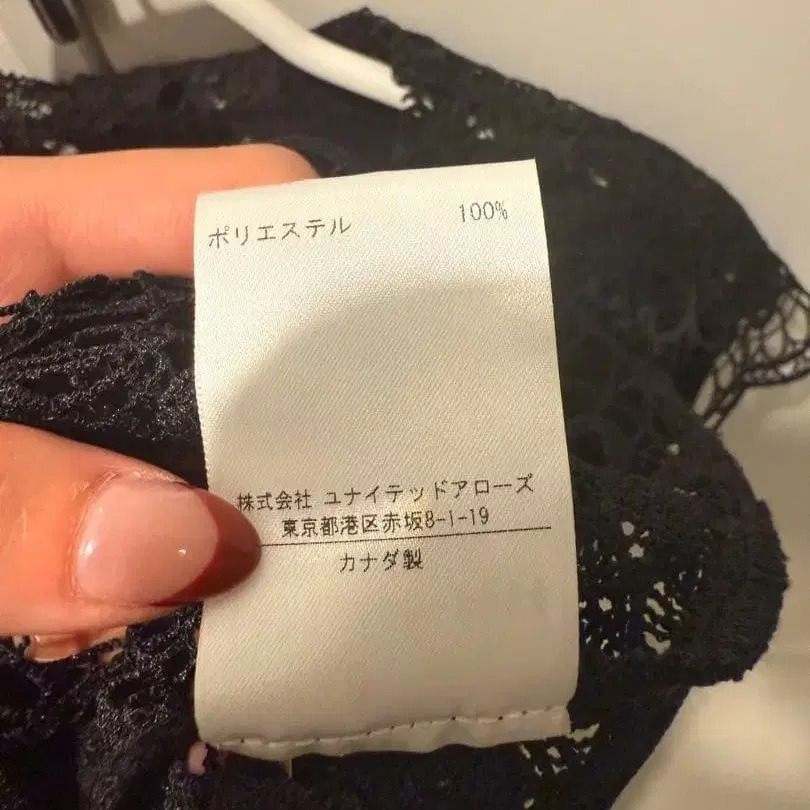 ポリエステル 100%
株式会社 ユナイテッドアローズ
東京都港区赤坂8-1-19
カナダ製